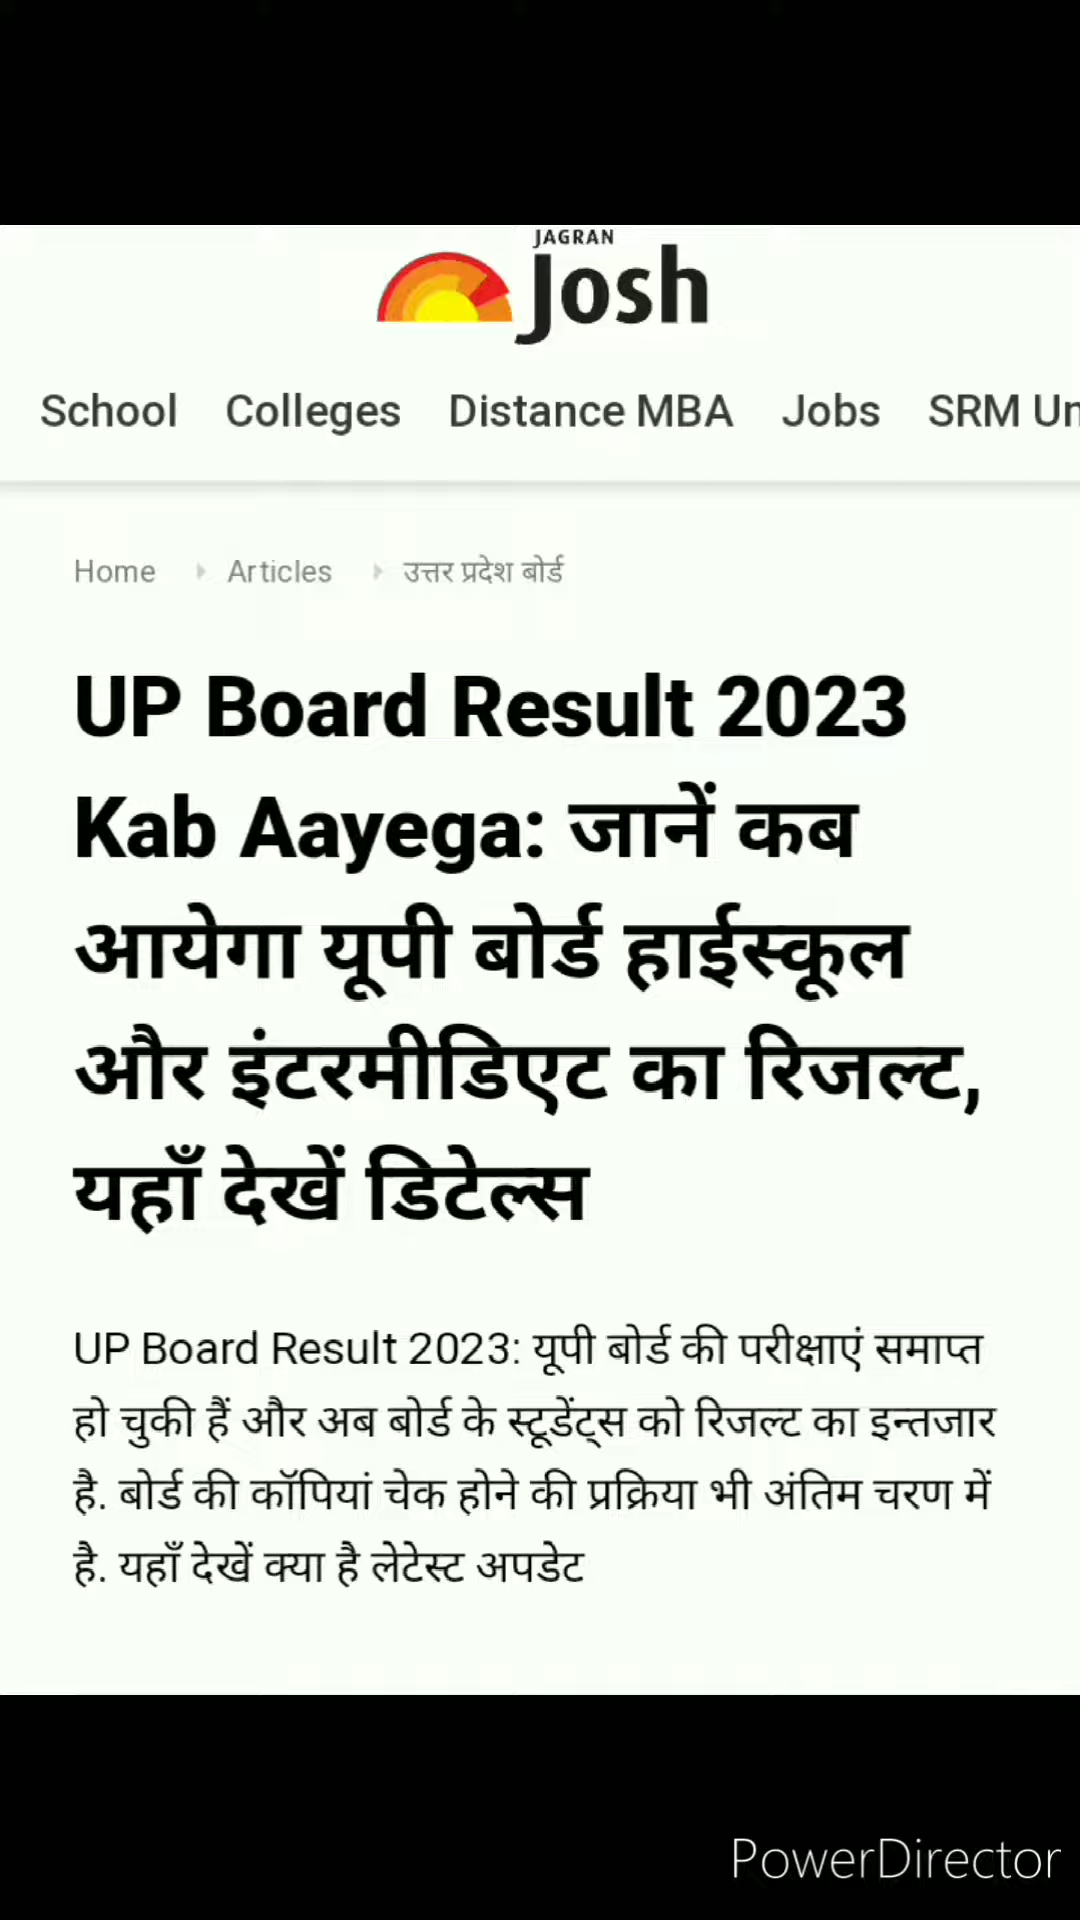 JAGRAN
Josh
School Colleges Distance MBA Jobs SRM Un
Home Articles उत्तर प्रदेश बोर्ड
UP Board Result 2023
Kab Aayega: जानें कब
आयेगा यूपी बोर्ड हाईस्कूल
और इंटरमीडिएट का रिजल्ट,
यहाँ देखें डिटेल्स
UP Board Result 2023: यूपी बोर्ड की परीक्षाएं समाप्त
हो चुकी हैं और अब बोर्ड के स्टूडेंट्स को रिजल्ट का इन्तजार
है. बोर्ड की कॉपियां चेक होने की प्रक्रिया भी अंतिम चरण में
है. यहाँ देखें क्या है लेटेस्ट अपडेट
PowerDirector